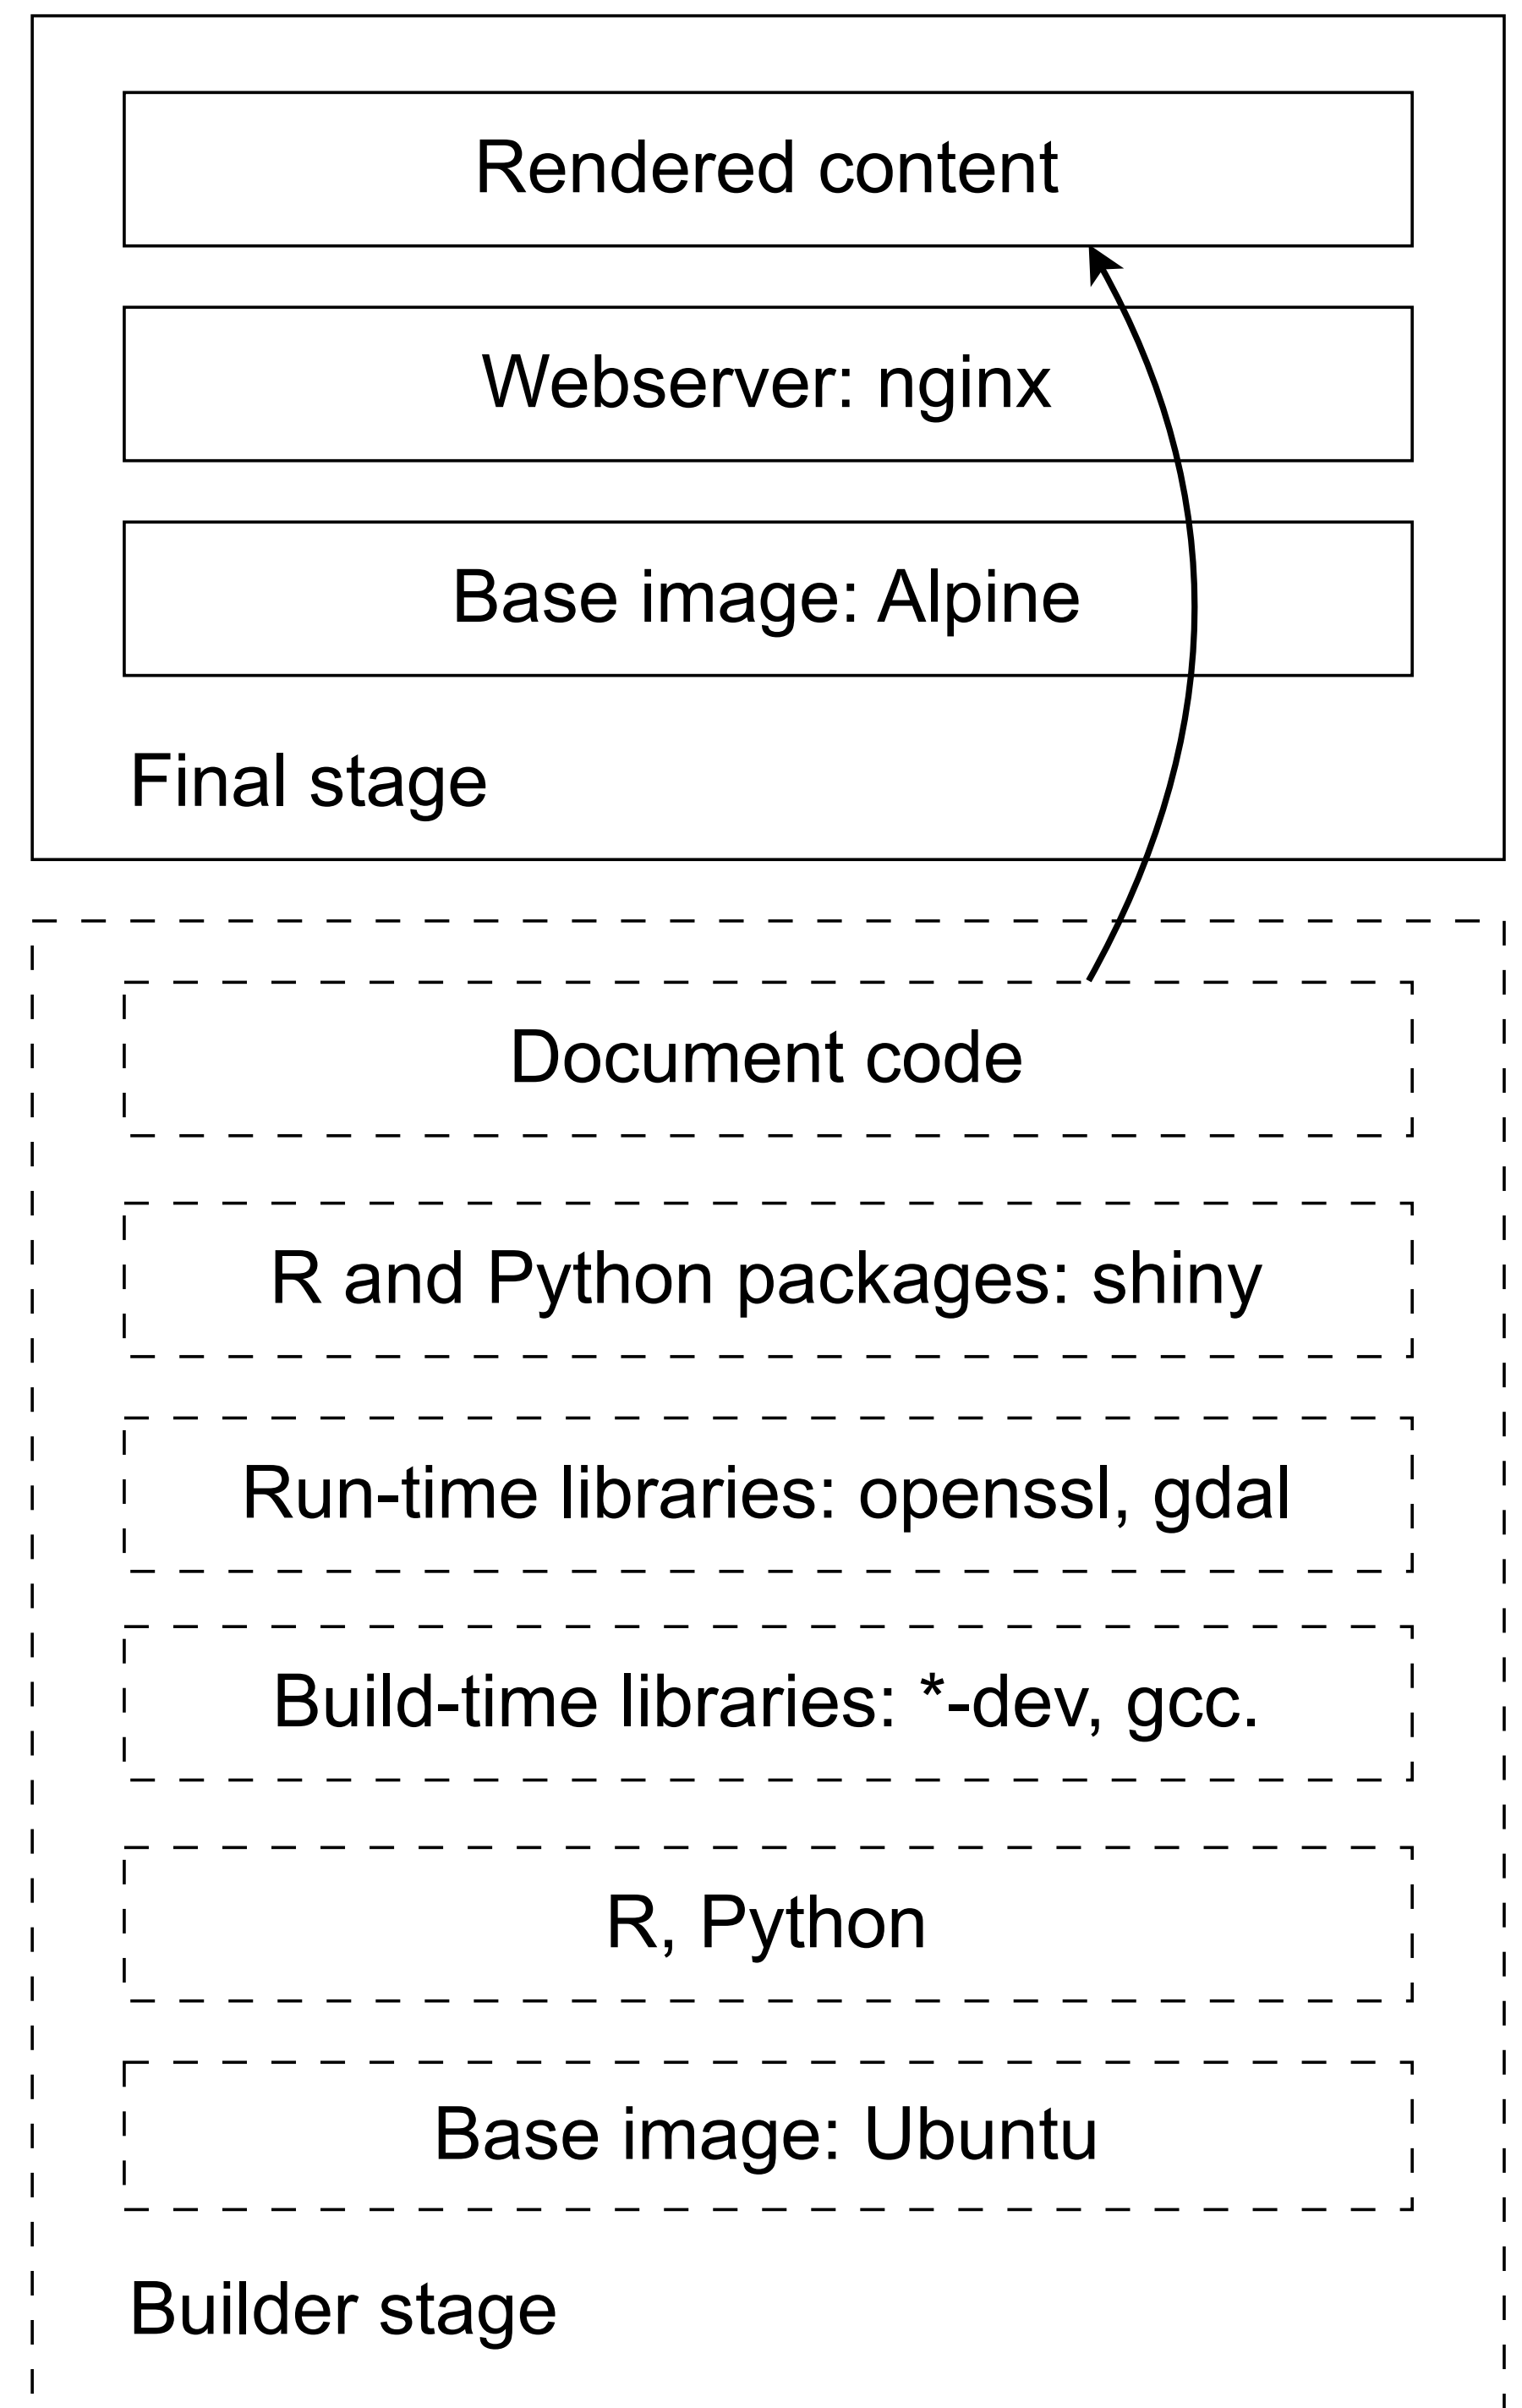 Rendered content
Webserver: nginx
Base image: Alpine
Final stage
Document code
R and Python packages: shiny
Run-time libraries: openssl, gdal
Build-time libraries: *-dev, gcc.
R, Python
Base image: Ubuntu
Builder stage